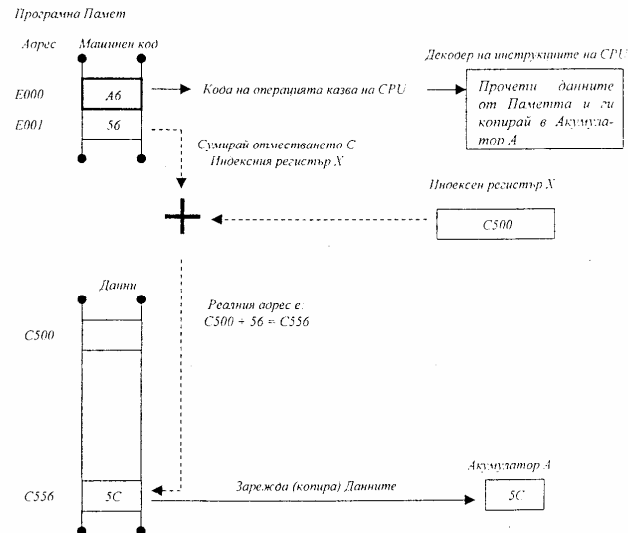 Програмна Памет
Адрес Машинен код
Декодер на инструкциите на CPU
E000 A6 Кода на операцията казва на CPU
Прочети данните
от Паметта и ги
копирай в Акумула-
тор A
E001 56
Сумирай отместването С
Индексния регистър X
Индексен регистър X
C500
Данни
Реалния адрес е:
C500 + 56 = C556
C500
Акумулатор A
Зарежда (копира) Данните
C556 5C 5C